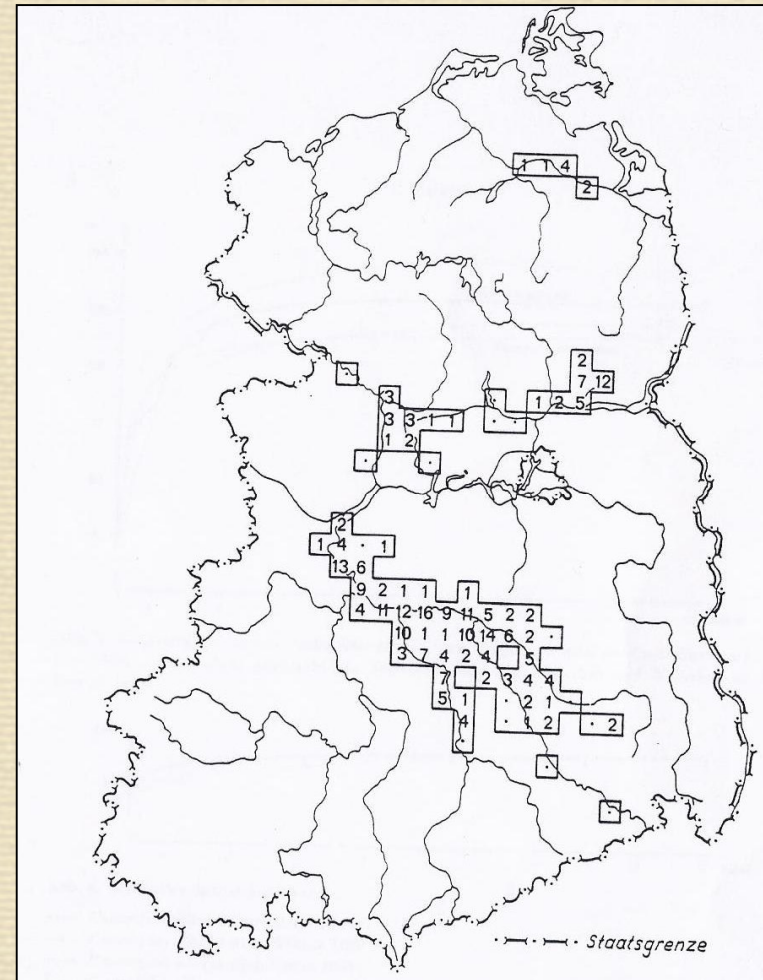 1 1 4
2
2
7 12
3
1 2 5
3 3 1 1
· ·
1 2
· ·
2
1 4 · 1
13 6
9 2 1 1 1
4 11 12 16 9 11 5 2 2
10 1 1 10 14 6 2 ·
3 7 4 2 4 5
7 2 3 4 4
5 1 · 2 1 ·
4 · 1 2 · 2
·
·
·
·—·—· Staatsgrenze